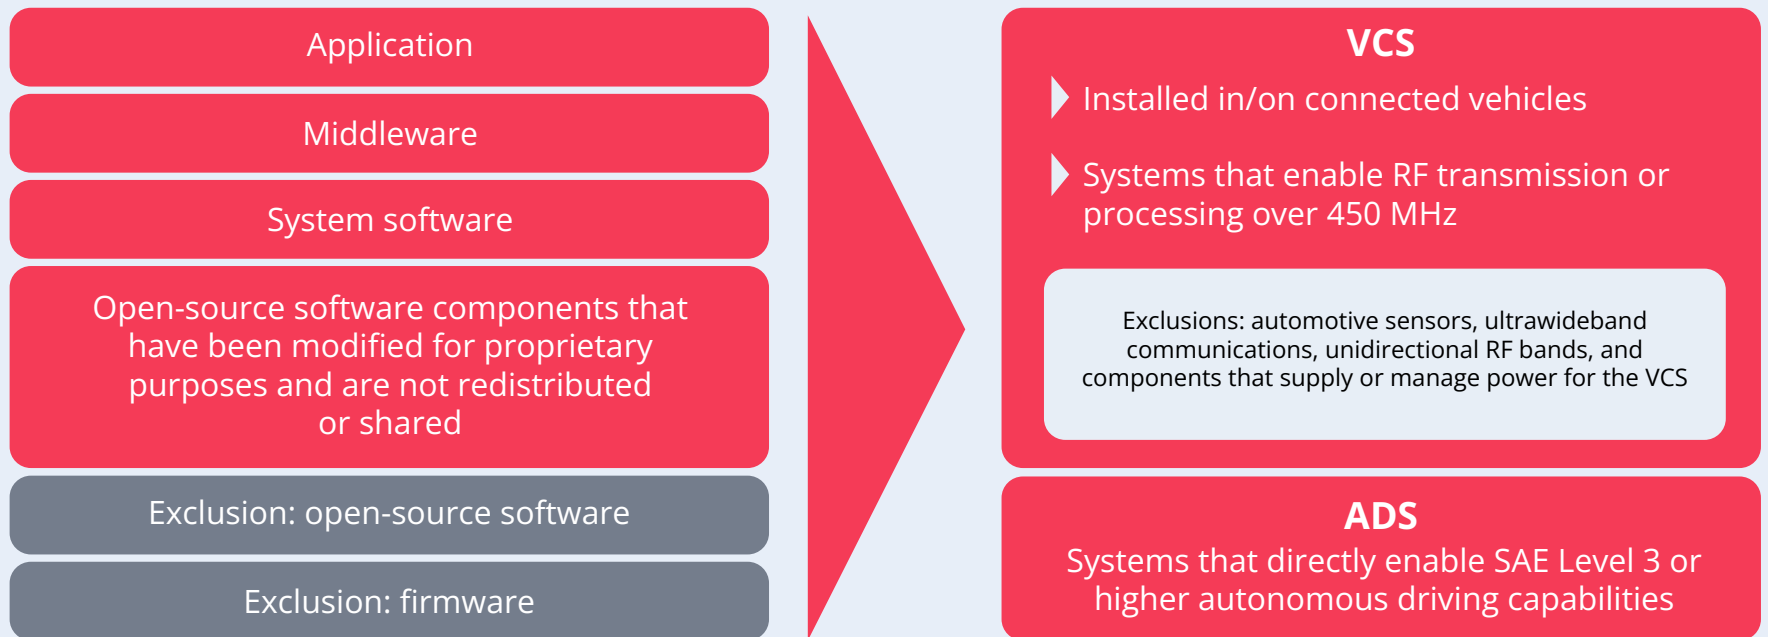 Application
Middleware
System software
Open-source software components that
have been modified for proprietary
purposes and are not redistributed
or shared
Exclusion: open-source software
Exclusion: firmware
VCS
Installed in/on connected vehicles
Systems that enable RF transmission or
processing over 450 MHz
Exclusions: automotive sensors, ultrawideband
communications, unidirectional RF bands, and
components that supply or manage power for the VCS
ADS
Systems that directly enable SAE Level 3 or
higher autonomous driving capabilities